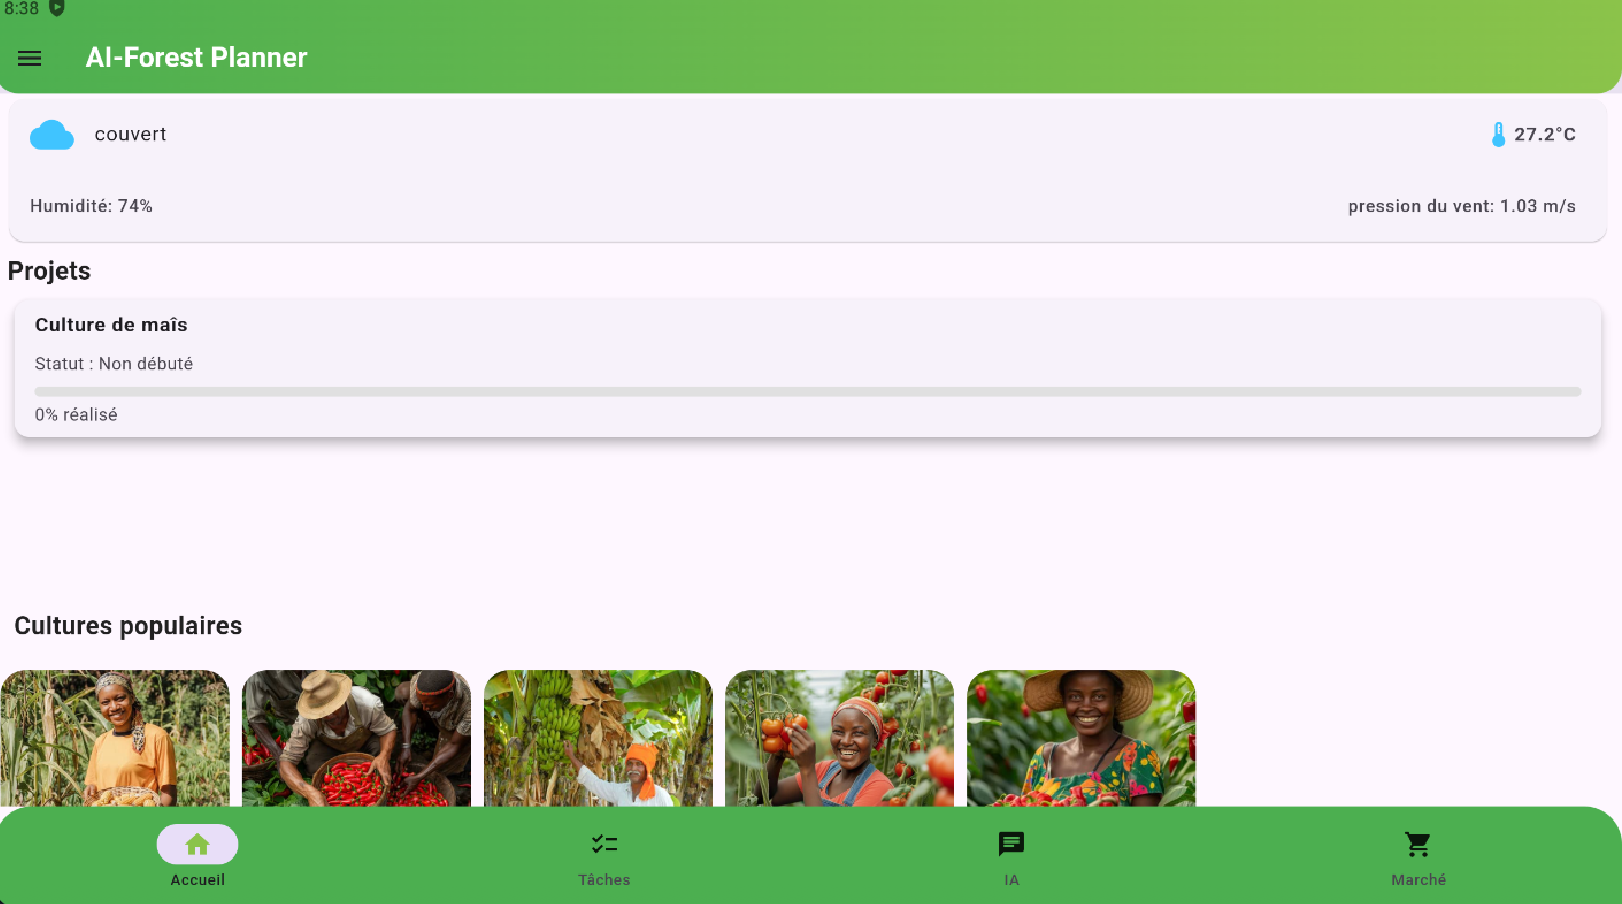 8:38
AI-Forest Planner
couvert
27.2°C
Humidité: 74%
pression du vent: 1.03 m/s
Projets
Culture de maîs
Statut : Non débuté
0% réalisé
Cultures populaires
Accueil
Tâches
IA
Marché